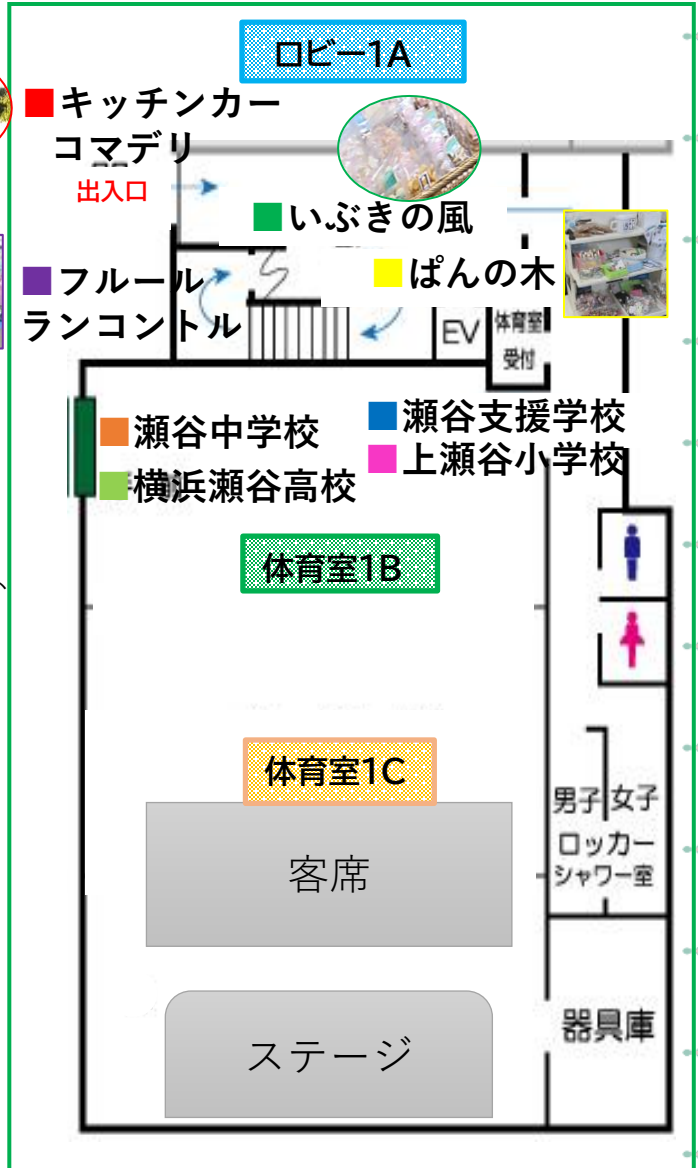 ロビー1A
■キッチンカー
コマデリ
出入口
■いぶきの風
■ぱんの木
■フルール
ランコントル
EV
体育室
受付
■瀬谷中学校
■瀬谷支援学校
■横浜瀬谷高校
■上瀬谷小学校
体育室1B
体育室1C
客席
男子 女子
ロッカー
シャワー室
ステージ
器具庫